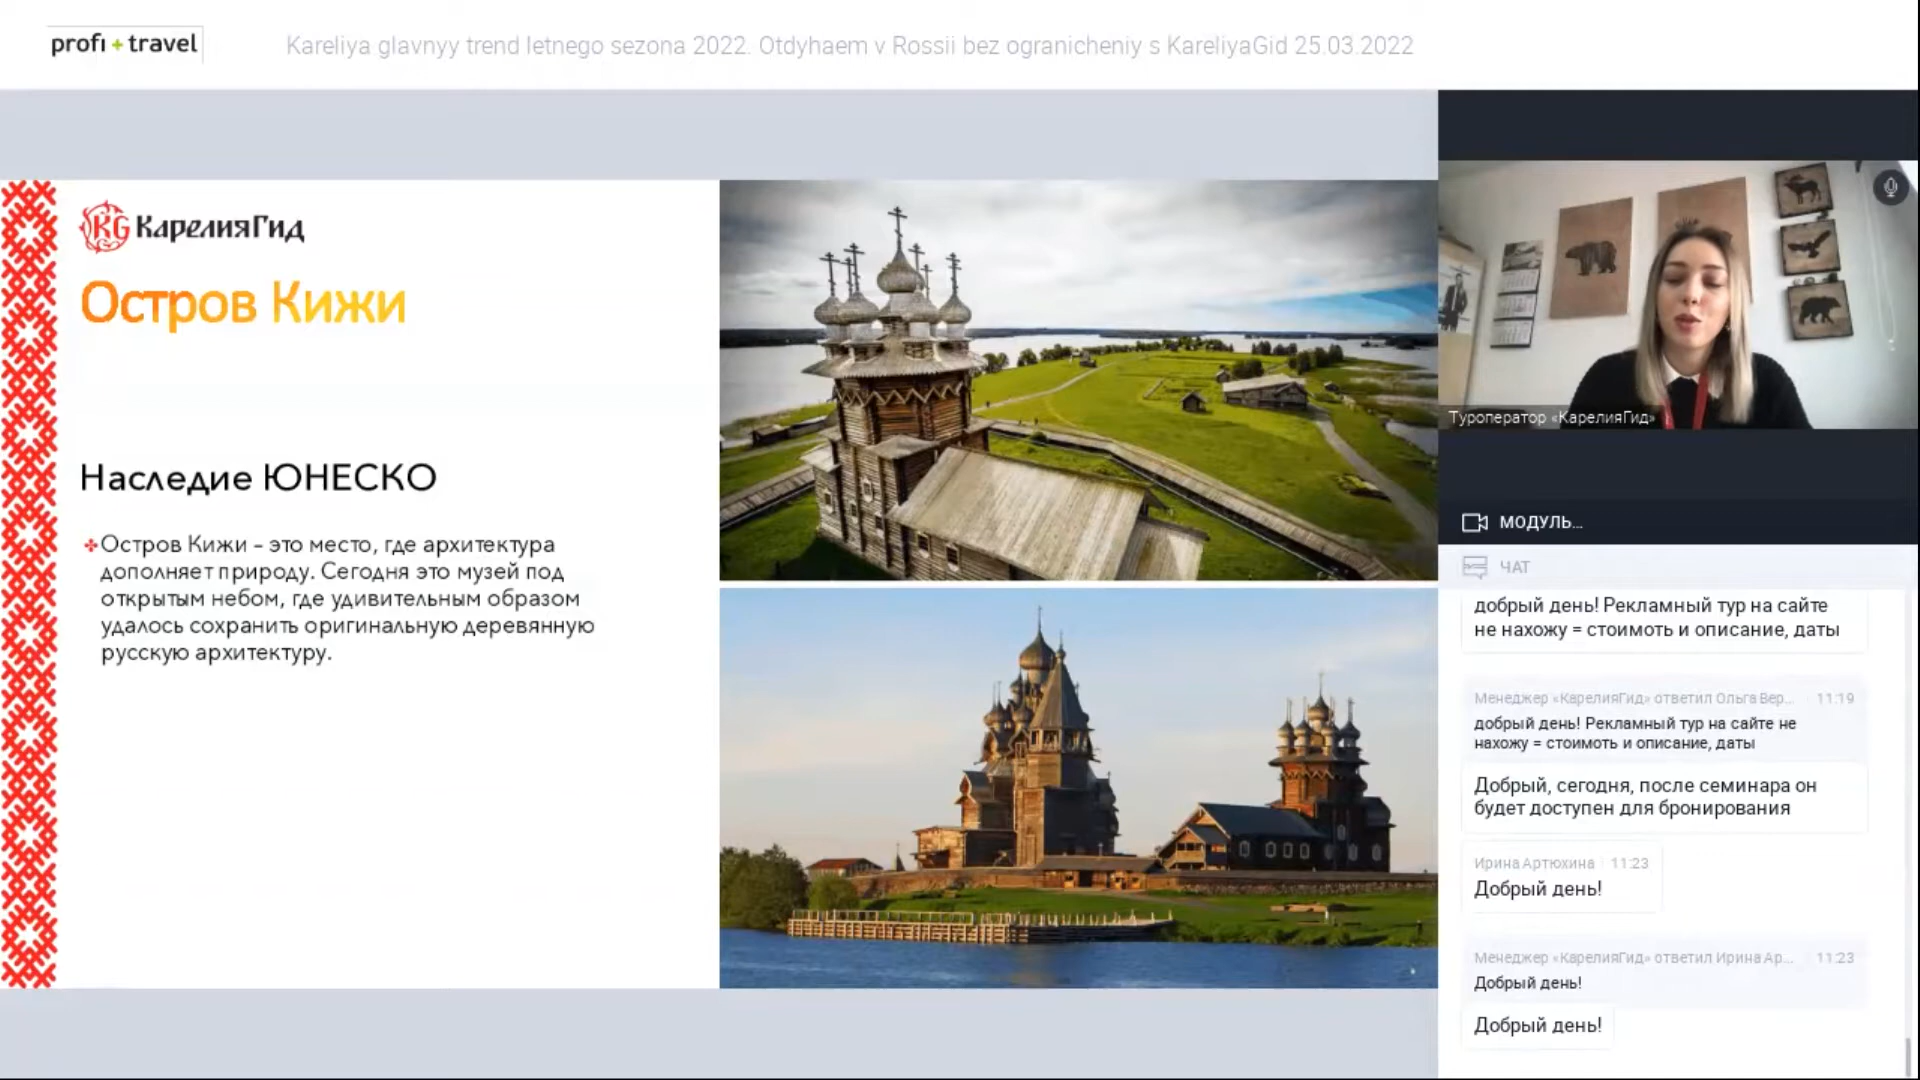 profi + travel
Kareliya glavnyy trend letnego sezona 2022. Otdyhaem v Rossii bez ogranicheniy s KareliyaGid 25.03.2022
KG КарелияГид
Остров Кижи
Наследие ЮНЕСКО
Остров Кижи – это место, где архитектура
дополняет природу. Сегодня это музей под
открытым небом, где удивительным образом
удалось сохранить оригинальную деревянную
русскую архитектуру.
Туроператор «КарелияГид»
МОДУЛЬ...
ЧАТ
добрый день! Рекламный тур на сайте
не нахожу = стоимоть и описание, даты
Менеджер «КарелияГид» ответил Ольга Вер... 11:19
добрый день! Рекламный тур на сайте не
нахожу = стоимоть и описание, даты
Добрый, сегодня, после семинара он
будет доступен для бронирования
Ирина Артюхина 11:23
Добрый день!
Менеджер «КарелияГид» ответил Ирина Ар... 11:23
Добрый день!
Добрый день!